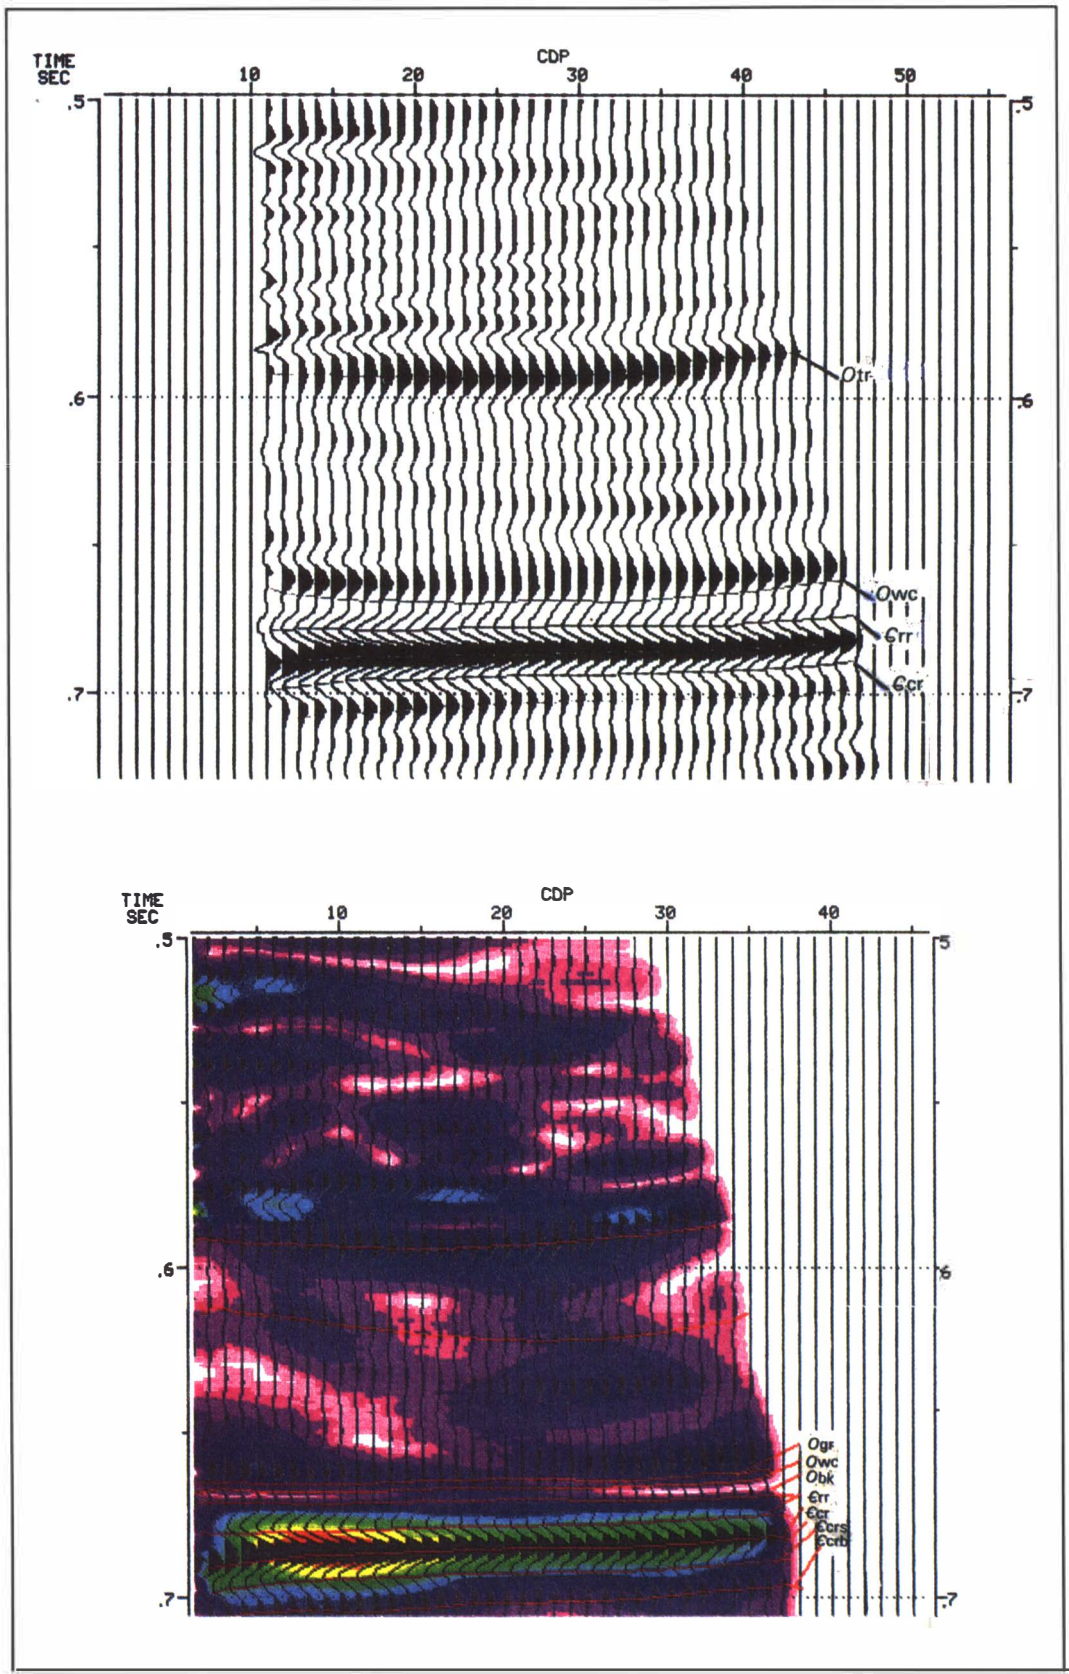 TIME
SEC
CDP
10 20 30 40 50
.5 .5
Otr
.6 .6
Owc
Єrr
Єcr
.7 .7
TIME
SEC
CDP
10 20 30 40
.5 5
.6 6
Ogr
Owc
Obk
Єrr
Єcr
Єcrs
Єcrb
.7 .7